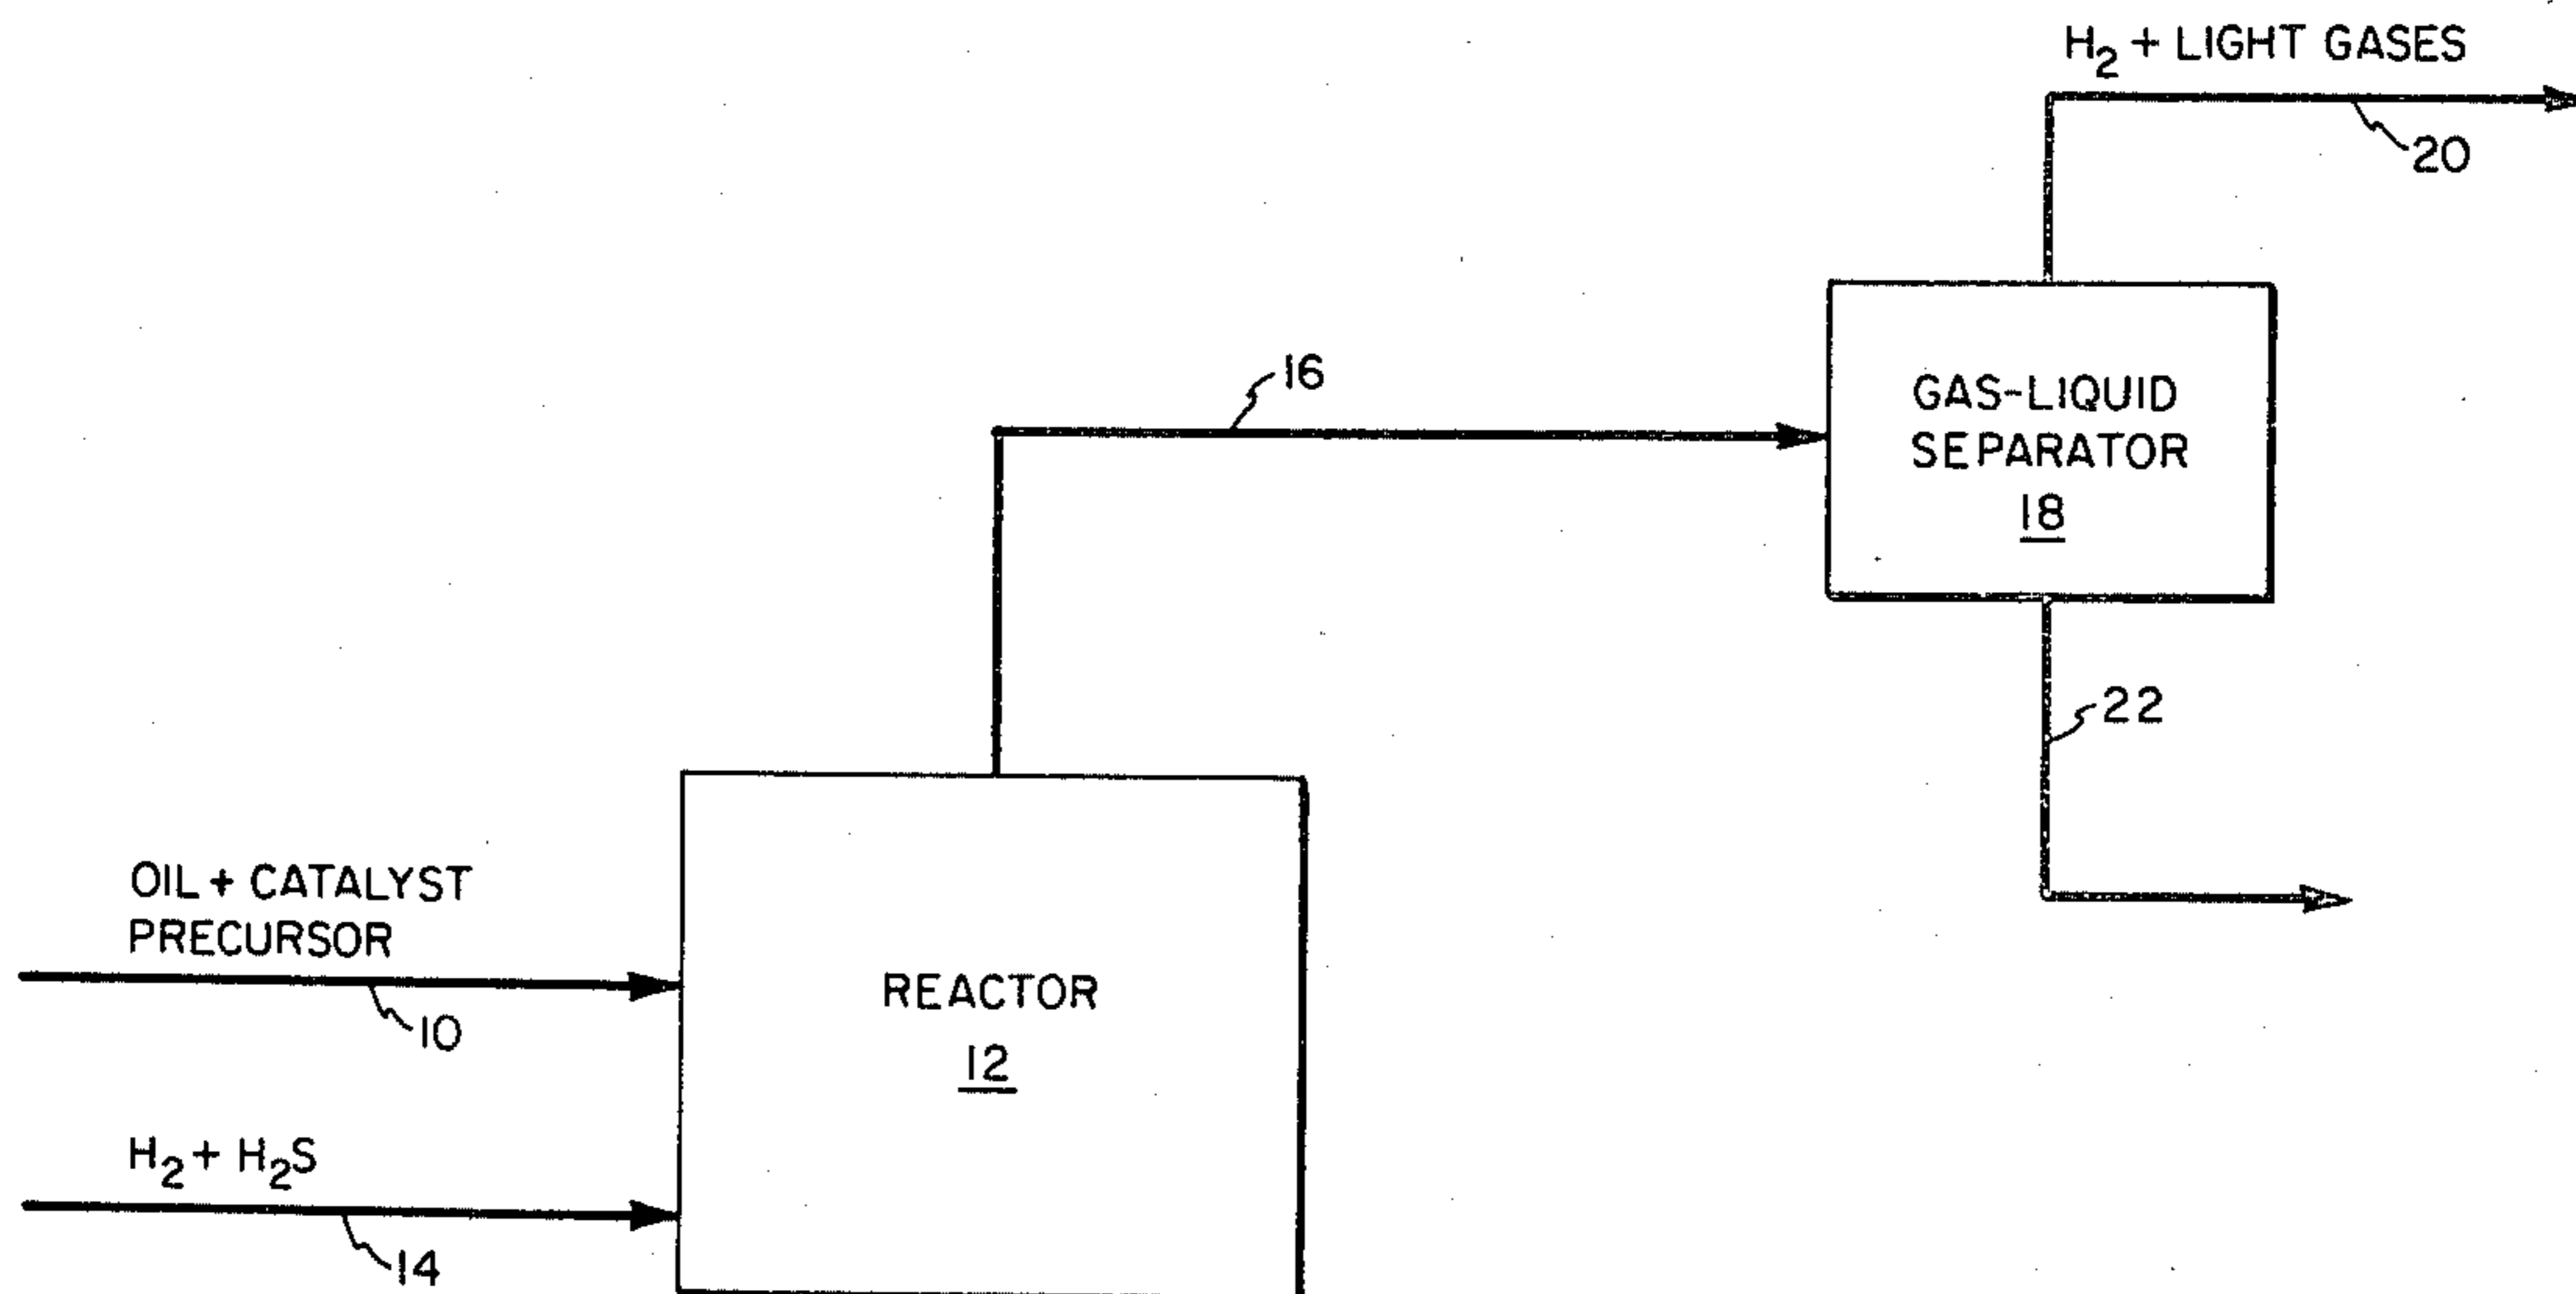 H₂ + LIGHT GASES
20
16
GAS-LIQUID
SEPARATOR
18
22
OIL + CATALYST
PRECURSOR
10
REACTOR
12
H₂ + H₂S
14